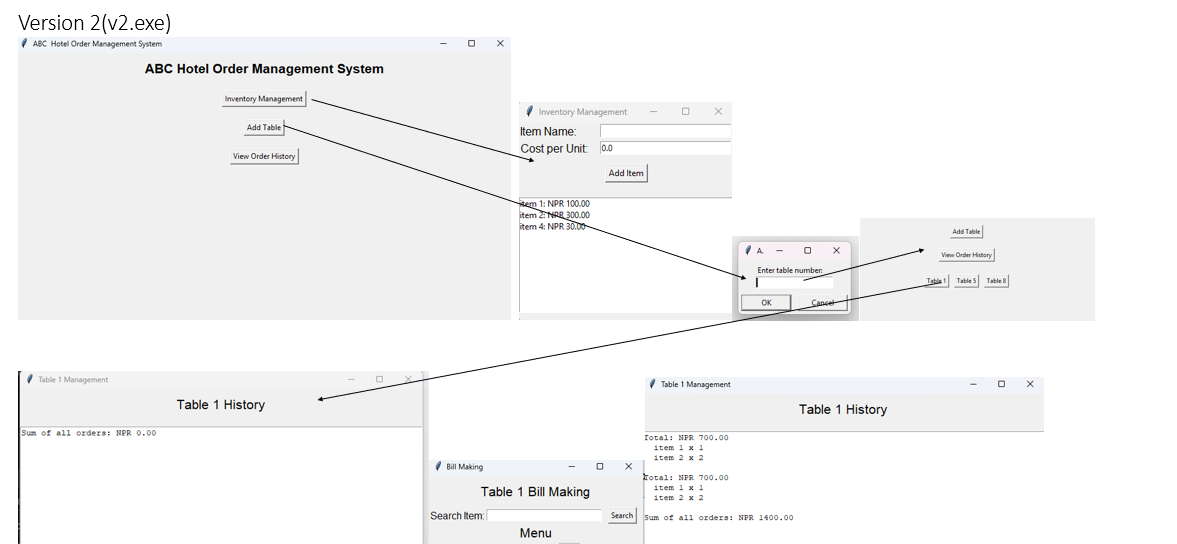 Version 2(v2.exe)
ABC Hotel Order Management System
ABC Hotel Order Management System
Inventory Management
Add Table
View Order History
Inventory Management
Item Name:
Cost per Unit: 0.0
Add Item
item 1: NPR 100.00
item 2: NPR 300.00
item 4: NPR 30.00
A.
Enter table number:
OK Cancel
Add Table
View Order History
Table 1 Table 5 Table 8
Table 1 Management
Table 1 History
Sum of all orders: NPR 0.00
Bill Making
Table 1 Bill Making
Search Item: Search
Menu
Table 1 Management
Table 1 History
Total: NPR 700.00
item 1 x 1
item 2 x 2
Total: NPR 700.00
item 1 x 1
item 2 x 2
Sum of all orders: NPR 1400.00